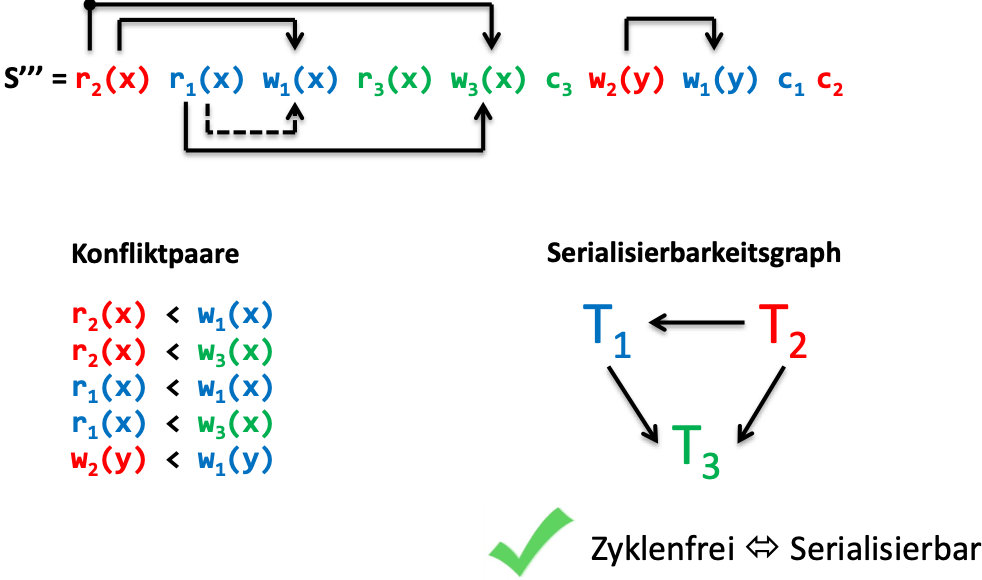 S''' = r2(x) r1(x) w1(x) r3(x) w3(x) c3 w2(y) w1(y) c1 c2
Konfliktpaare
r2(x) < w1(x)
r2(x) < w3(x)
r1(x) < w1(x)
r1(x) < w3(x)
w2(y) < w1(y)
Serialisierbarkeitsgraph
T1 T2
T3
Zyklenfrei ⇔ Serialisierbar